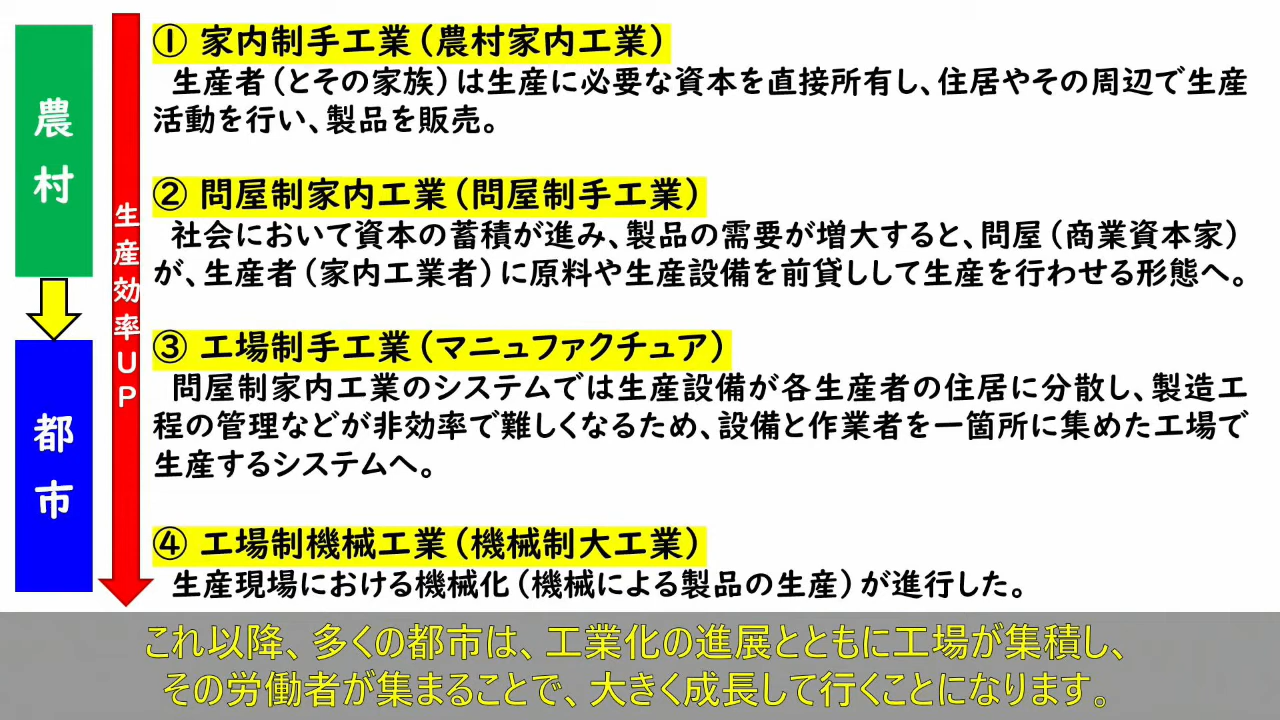 農村
都市
生産効率UP
① 家内制手工業（農村家内工業）
生産者（とその家族）は生産に必要な資本を直接所有し、住居やその周辺で生産
活動を行い、製品を販売。
② 問屋制家内工業（問屋制手工業）
社会において資本の蓄積が進み、製品の需要が増大すると、問屋（商業資本家）
が、生産者（家内工業者）に原料や生産設備を前貸しして生産を行わせる形態へ。
③ 工場制手工業（マニュファクチュア）
問屋制家内工業のシステムでは生産設備が各生産者の住居に分散し、製造工
程の管理などが非効率で難しくなるため、設備と作業者を一箇所に集めた工場で
生産するシステムへ。
④ 工場制機械工業（機械制大工業）
生産現場における機械化（機械による製品の生産）が進行した。
これ以降、多くの都市は、工業化の進展とともに工場が集積し、
その労働者が集まることで、大きく成長して行くことになります。